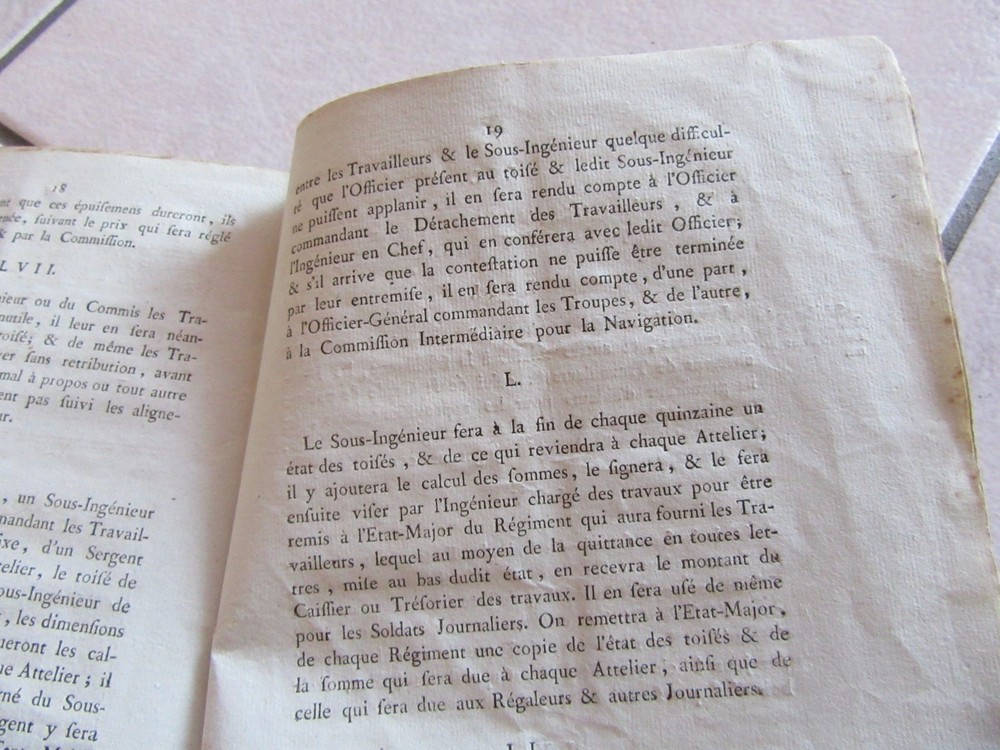 18
nt que ces épuiſemens dureront, ils
ence, ſuivant le prix qui ſera réglé
& par la Commiſſion.
LVII.
nieur ou du Commis les Tra-
nutile, il leur en ſera néan-
toiſé; & de même les Tra-
yer ſans retribution, avant
mal à propos ou tout autre
ent pas ſuivi les aligne-
ur.
, un Sous-Ingénieur
mandant les Travail-
ixe, d'un Sergent
telier, le toiſé de
ous-Ingénieur de
, les dimenſions
ueront les cal-
ue Attelier; il
rné du Sous-
gent y ſera
19
entre les Travailleurs & le Sous-Ingénieur quelque difficul-
té que l'Officier préſent au toiſé & ledit Sous-Ingénieur
ne puiſſent applanir, il en ſera rendu compte à l'Officier
commandant le Détachement des Travailleurs, & à
l'Ingénieur en Chef, qui en conférera avec ledit Officier;
& s'il arrive que la conteſtation ne puiſſe être terminée
par leur entremiſe, il en ſera rendu compte, d'une part,
à l'Officier-Général commandant les Troupes, & de l'autre,
à la Commiſſion Intermédiaire pour la Navigation.
L.
Le Sous-Ingénieur fera à la fin de chaque quinzaine un
état des toiſés, & de ce qui reviendra à chaque Attelier;
il y ajoutera le calcul des ſommes, le ſignera, & le fera
enſuite viſer par l'Ingénieur chargé des travaux pour être
remis à l'Etat-Major du Régiment qui aura fourni les Tra-
vailleurs, lequel au moyen de la quittance en toutes let-
tres, miſe au bas dudit état, en recevra le montant du
Caiſſier ou Tréſorier des travaux. Il en ſera uſé de même
pour les Soldats Journaliers. On remettra à l'Etat-Major,
de chaque Régiment une copie de l'état des toiſés & de
la ſomme qui ſera due à chaque Attelier, ainſi que de
celle qui ſera due aux Régaleurs & autres Journaliers.